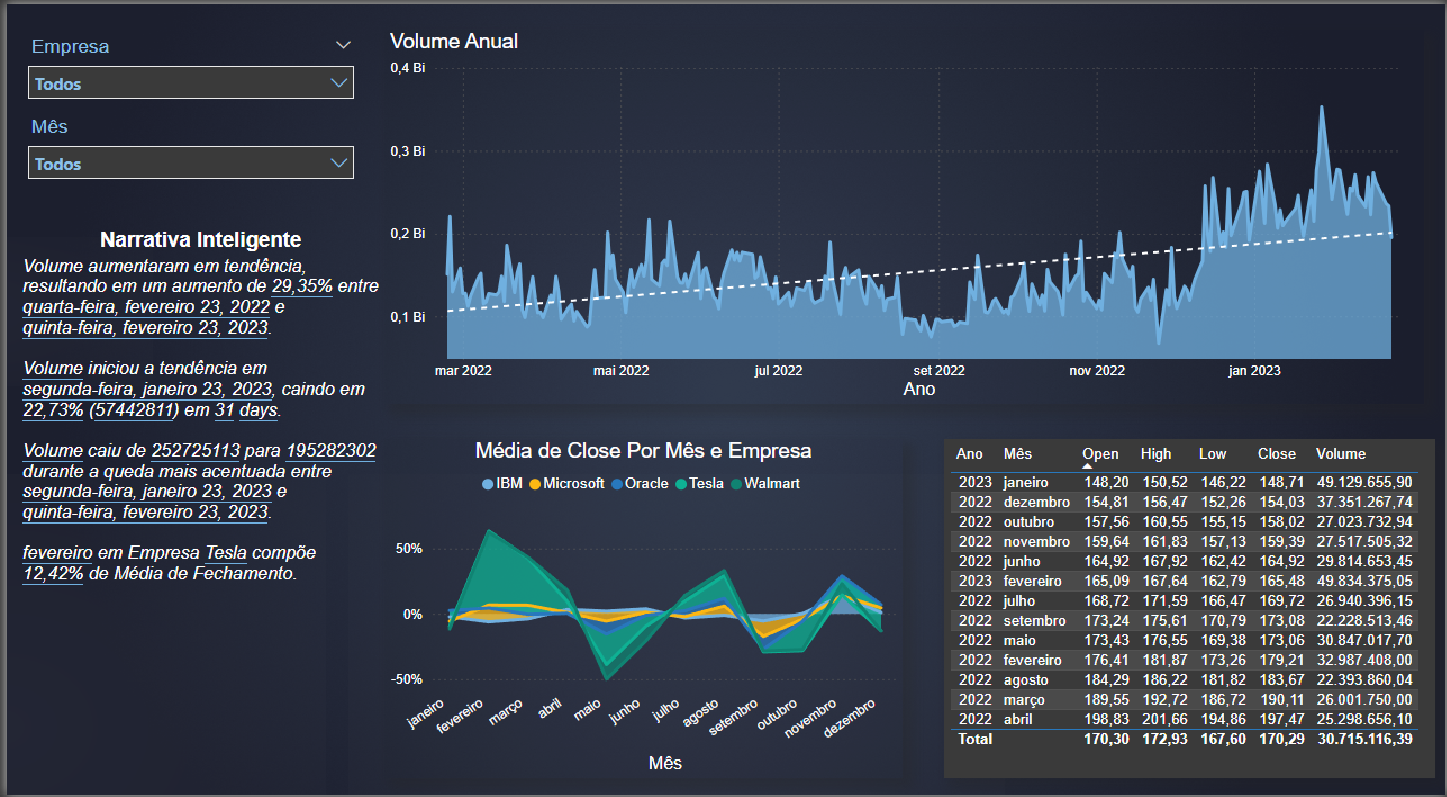 Empresa
Todos
Mês
Todos
Narrativa Inteligente
Volume aumentaram em tendência,
resultando em um aumento de 29,35% entre
quarta-feira, fevereiro 23, 2022 e
quinta-feira, fevereiro 23, 2023.
Volume iniciou a tendência em
segunda-feira, janeiro 23, 2023, caindo em
22,73% (57442811) em 31 days.
Volume caiu de 252725113 para 195282302
durante a queda mais acentuada entre
segunda-feira, janeiro 23, 2023 e
quinta-feira, fevereiro 23, 2023.
fevereiro em Empresa Tesla compõe
12,42% de Média de Fechamento.
Volume Anual
0,4 Bi
0,3 Bi
0,2 Bi
0,1 Bi
mar 2022 mai 2022 jul 2022 set 2022 nov 2022 jan 2023
Ano
Média de Close Por Mês e Empresa
IBM Microsoft Oracle Tesla Walmart
50%
0%
-50%
janeiro fevereiro março abril maio junho julho agosto setembro outubro novembro dezembro
Mês
Ano Mês Open High Low Close Volume
2023 janeiro 148,20 150,52 146,22 148,71 49.129.655,90
2022 dezembro 154,81 156,47 152,26 154,03 37.351.267,74
2022 outubro 157,56 160,55 155,15 158,02 27.023.732,94
2022 novembro 159,64 161,83 157,13 159,39 27.517.505,32
2022 junho 164,92 167,92 162,42 164,92 29.814.653,45
2023 fevereiro 165,09 167,64 162,79 165,48 49.834.375,05
2022 julho 168,72 171,59 166,47 169,72 26.940.396,15
2022 setembro 173,24 175,61 170,79 173,08 22.228.513,46
2022 maio 173,43 176,55 169,38 173,06 30.847.017,70
2022 fevereiro 176,41 181,87 173,26 179,21 32.987.408,00
2022 agosto 184,29 186,22 181,82 183,67 22.393.860,04
2022 março 189,55 192,72 186,72 190,11 26.001.750,00
2022 abril 198,83 201,66 194,86 197,47 25.298.656,10
Total 170,30 172,93 167,60 170,29 30.715.116,39